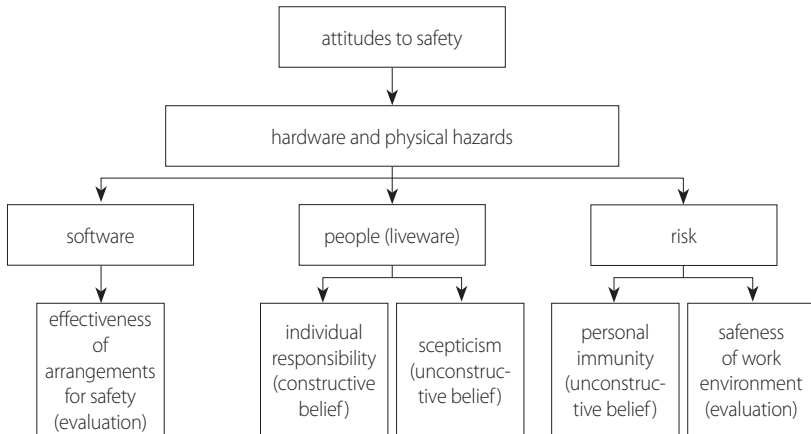 attitudes to safety
hardware and physical hazards
software
people (liveware)
risk
effectiveness
of
arrangements
for safety
(evaluation)
individual
responsibility
(constructive
belief)
scepticism
(unconstruc-
tive belief)
personal
immunity
(unconstruc-
tive belief)
safeness
of work
environment
(evaluation)